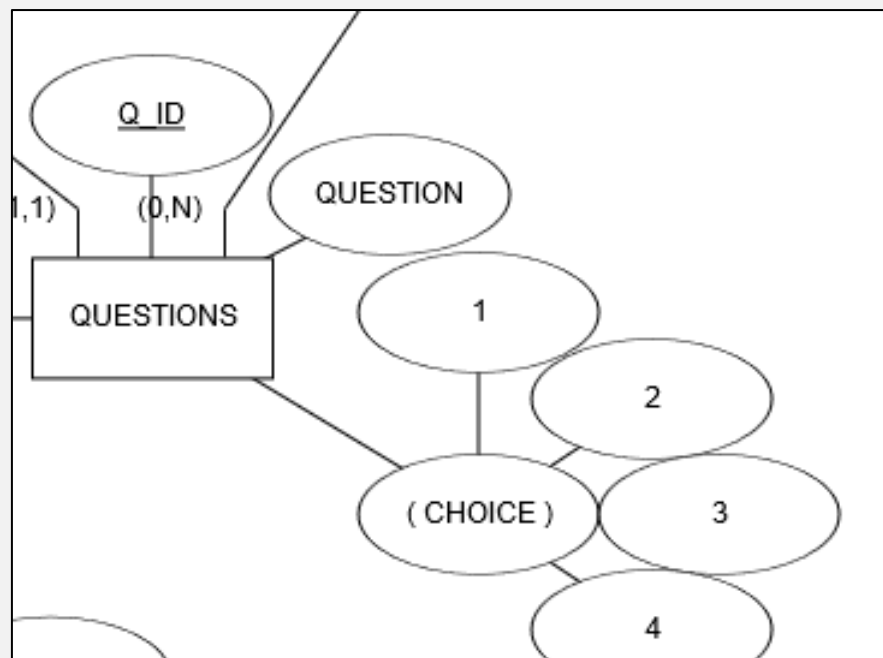 Q_ID
QUESTION
1,1)
(0,N)
QUESTIONS
1
2
( CHOICE )
3
4